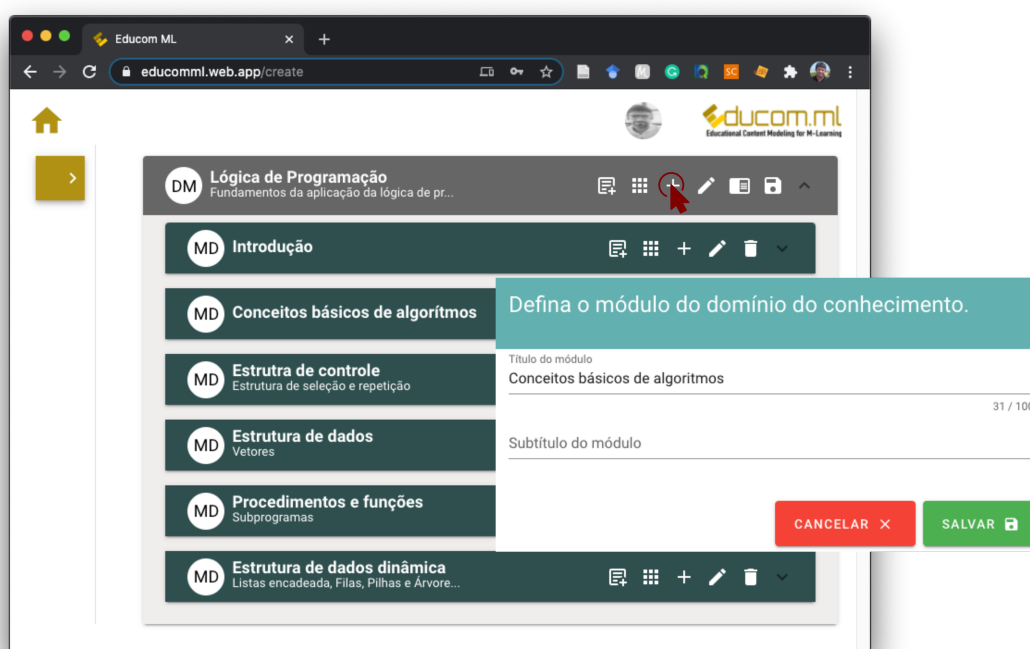 Educom ML
educomml.web.app/create
Educom.ml
Educational Content Modeling for M-Learning
DM
Lógica de Programação
Fundamentos da aplicação da lógica de pr...
MD
Introdução
MD
Conceitos básicos de algorítmos
Defina o módulo do domínio do conhecimento.
Título do módulo
Conceitos básicos de algoritmos
31 / 100
Subtítulo do módulo
CANCELAR
SALVAR
MD
Estrutra de controle
Estrutura de seleção e repetição
MD
Estrutura de dados
Vetores
MD
Procedimentos e funções
Subprogramas
MD
Estrutura de dados dinâmica
Listas encadeada, Filas, Pilhas e Árvore...